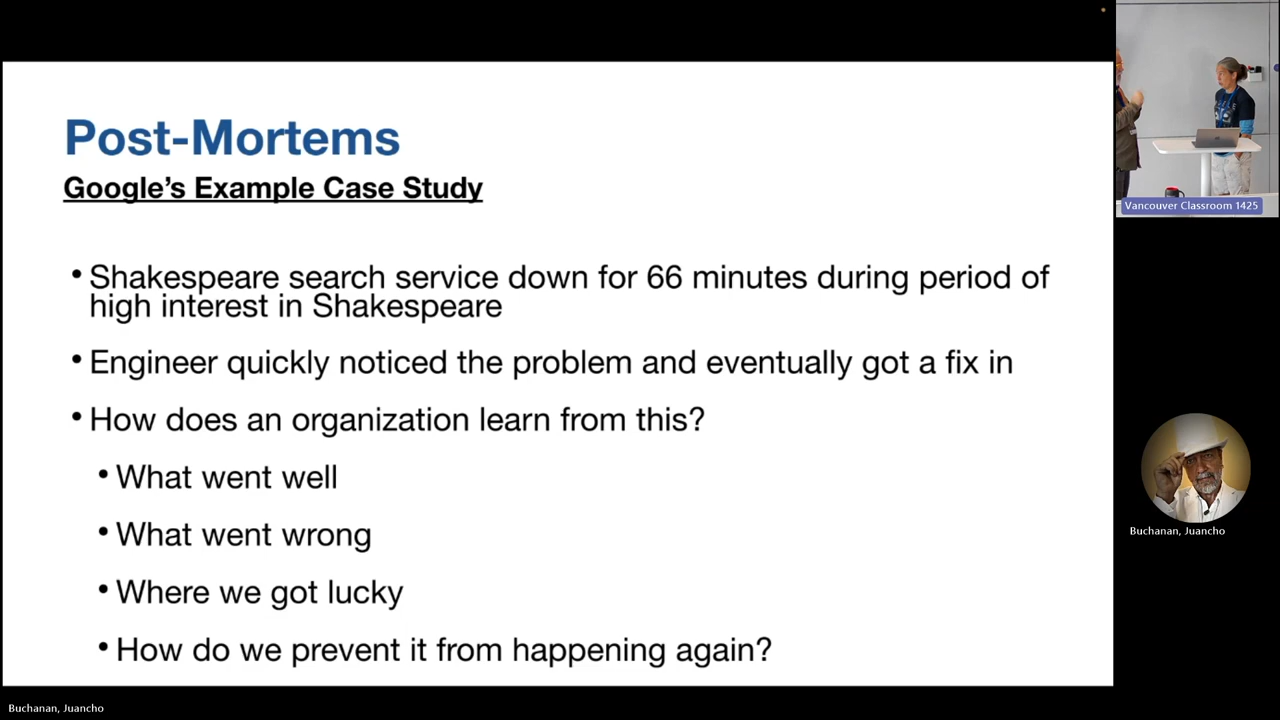 Post-Mortems
Google's Example Case Study
• Shakespeare search service down for 66 minutes during period of
high interest in Shakespeare
• Engineer quickly noticed the problem and eventually got a fix in
• How does an organization learn from this?
• What went well
• What went wrong
• Where we got lucky
• How do we prevent it from happening again?
Vancouver Classroom 1425
Buchanan, Juancho
Buchanan, Juancho